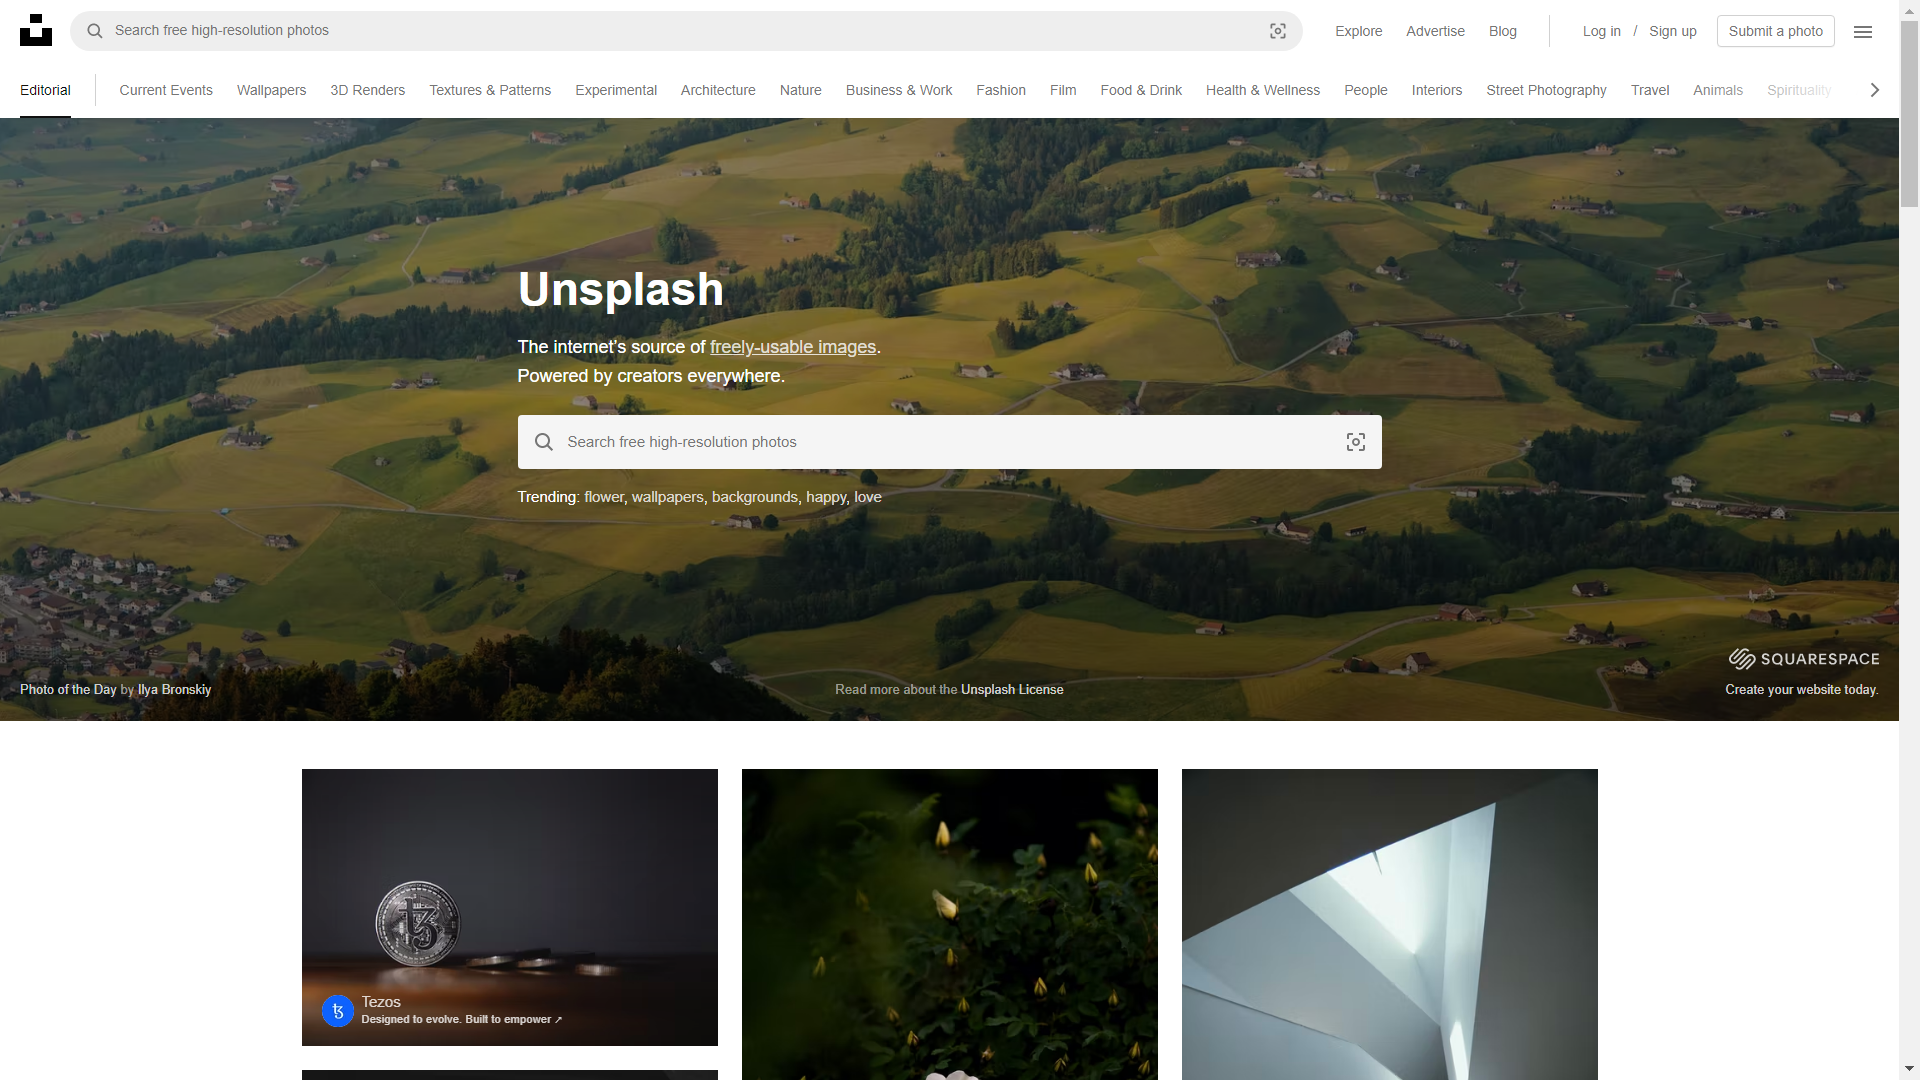 Search free high-resolution photos
Explore
Advertise
Blog
Log in / Sign up
Submit a photo
Editorial
Current Events
Wallpapers
3D Renders
Textures & Patterns
Experimental
Architecture
Nature
Business & Work
Fashion
Film
Food & Drink
Health & Wellness
People
Interiors
Street Photography
Travel
Animals
Spirituality
Unsplash
The internet's source of freely-usable images.
Powered by creators everywhere.
Search free high-resolution photos
Trending: flower, wallpapers, backgrounds, happy, love
SQUARESPACE
Photo of the Day by Ilya Bronskiy
Read more about the Unsplash License
Create your website today.
Tezos
Designed to evolve. Built to empower ↗